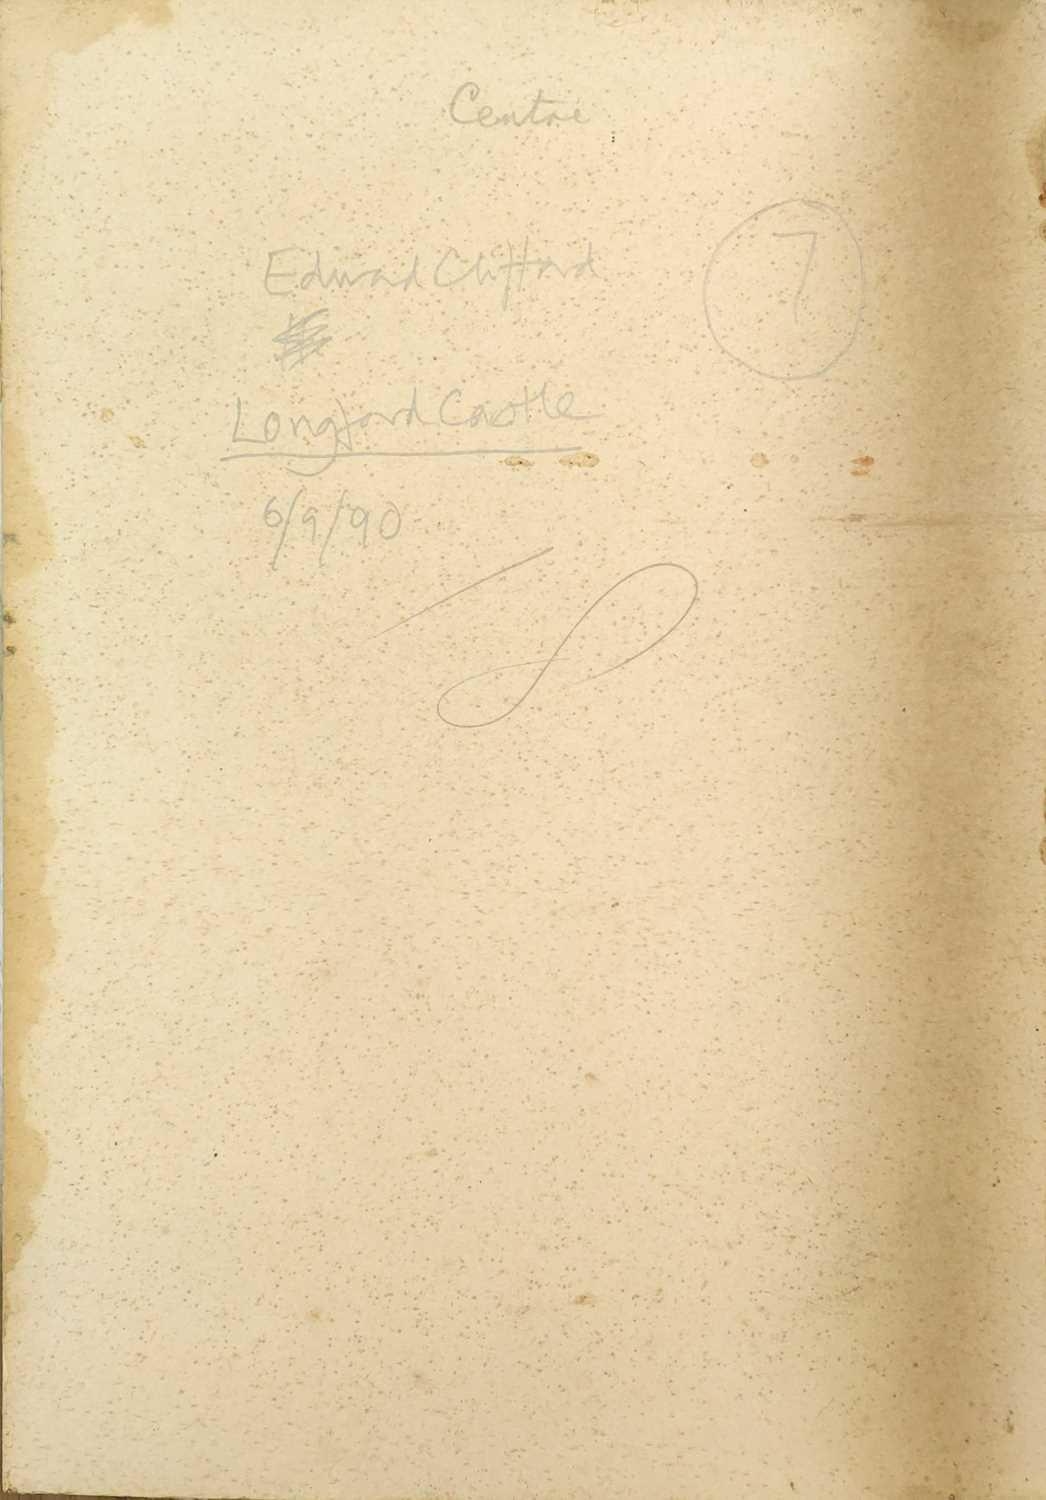 Centre
7
Edward Clifford
Longford Castle
6/9/90